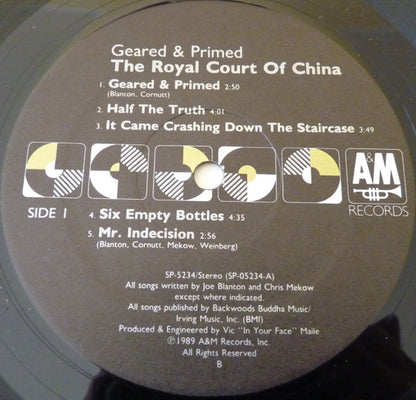 Geared & Primed
The Royal Court Of China
1. Geared & Primed 2:50
(Blanton, Cornutt)
2. Half The Truth 4:01
3. It Came Crashing Down The Staircase 3:49
A&M
RECORDS
SIDE 1
4. Six Empty Bottles 4:35
5. Mr. Indecision 2:56
(Blanton, Cornutt, Mekow, Weinberg)
SP-5234/Stereo (SP-05234-A)
All songs written by Joe Blanton and Chris Mekow
except where indicated.
All songs published by Backwoods Buddha Music/
Irving Music, Inc. (BMI)
Produced & Engineered by Vic "In Your Face" Maile
℗1989 A&M Records, Inc.
All Rights Reserved
B